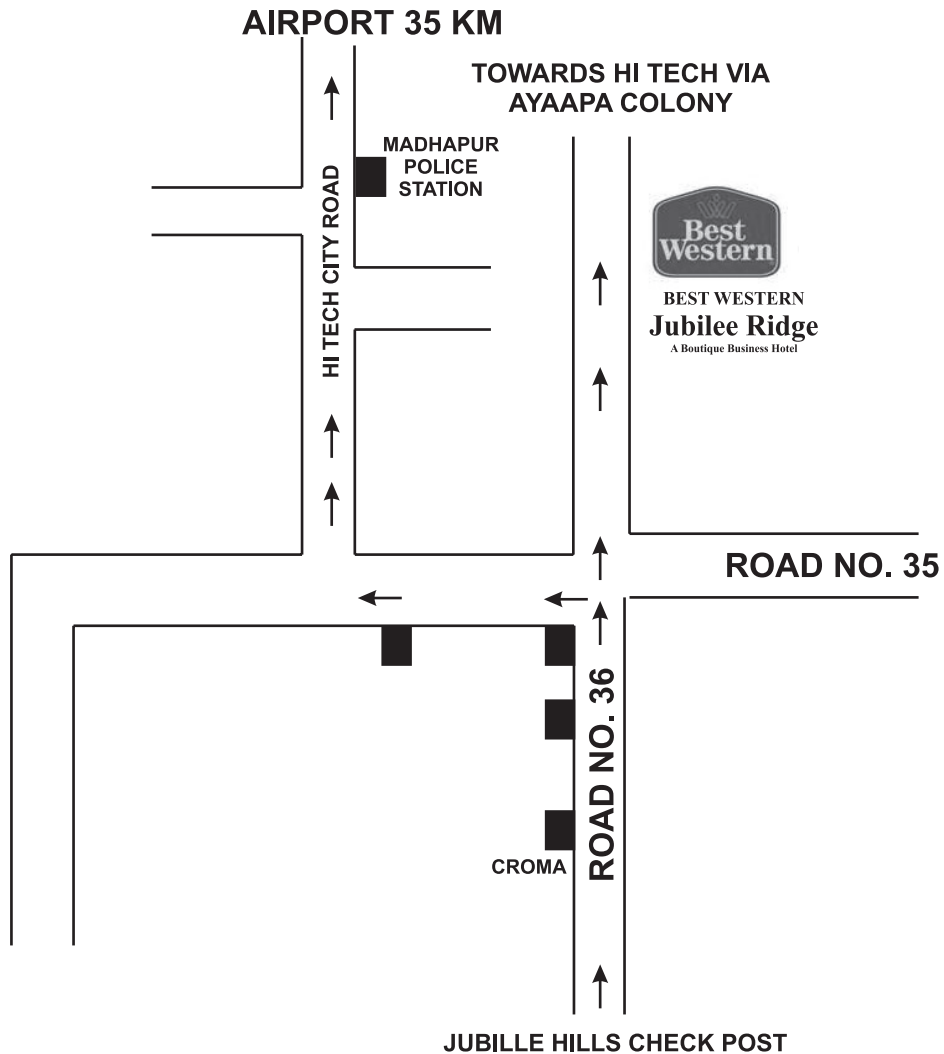 AIRPORT 35 KM
TOWARDS HI TECH VIA
AYAAPA COLONY
MADHAPUR
POLICE
STATION
HI TECH CITY ROAD
Best
Western
BEST WESTERN
Jubilee Ridge
A Boutique Business Hotel
ROAD NO. 35
ROAD NO. 36
CROMA
JUBILLE HILLS CHECK POST